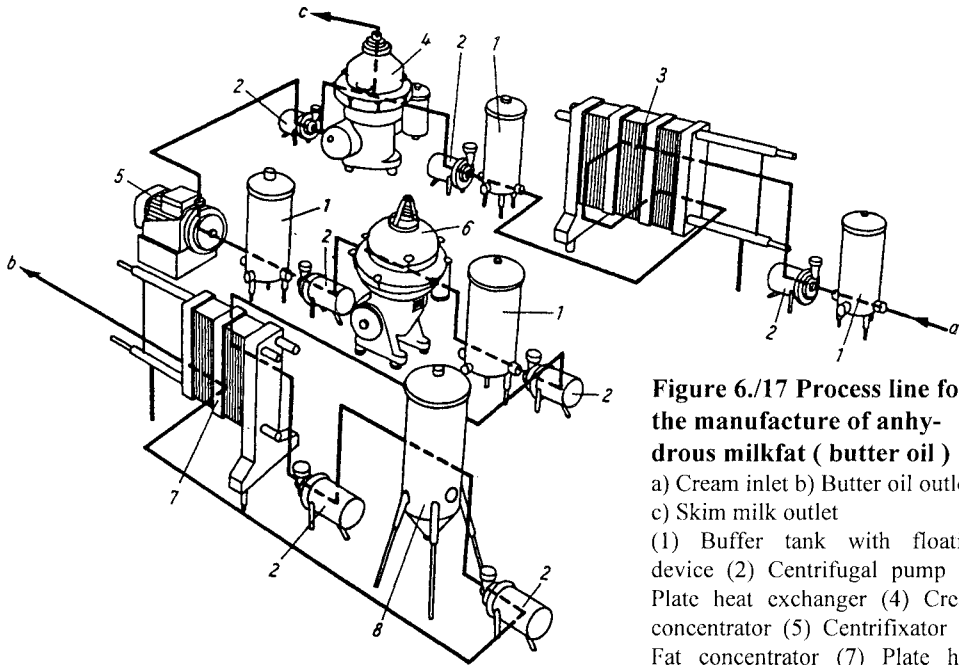 c
4
2
1
3
2
5
1
6
2
b
1
2
1
a
2
7
2
8
2
Figure 6./17 Process line fo
the manufacture of anhy-
drous milkfat ( butter oil )
a) Cream inlet b) Butter oil outle
c) Skim milk outlet
(1) Buffer tank with floati
device (2) Centrifugal pump
Plate heat exchanger (4) Cre
concentrator (5) Centrifixator
Fat concentrator (7) Plate h